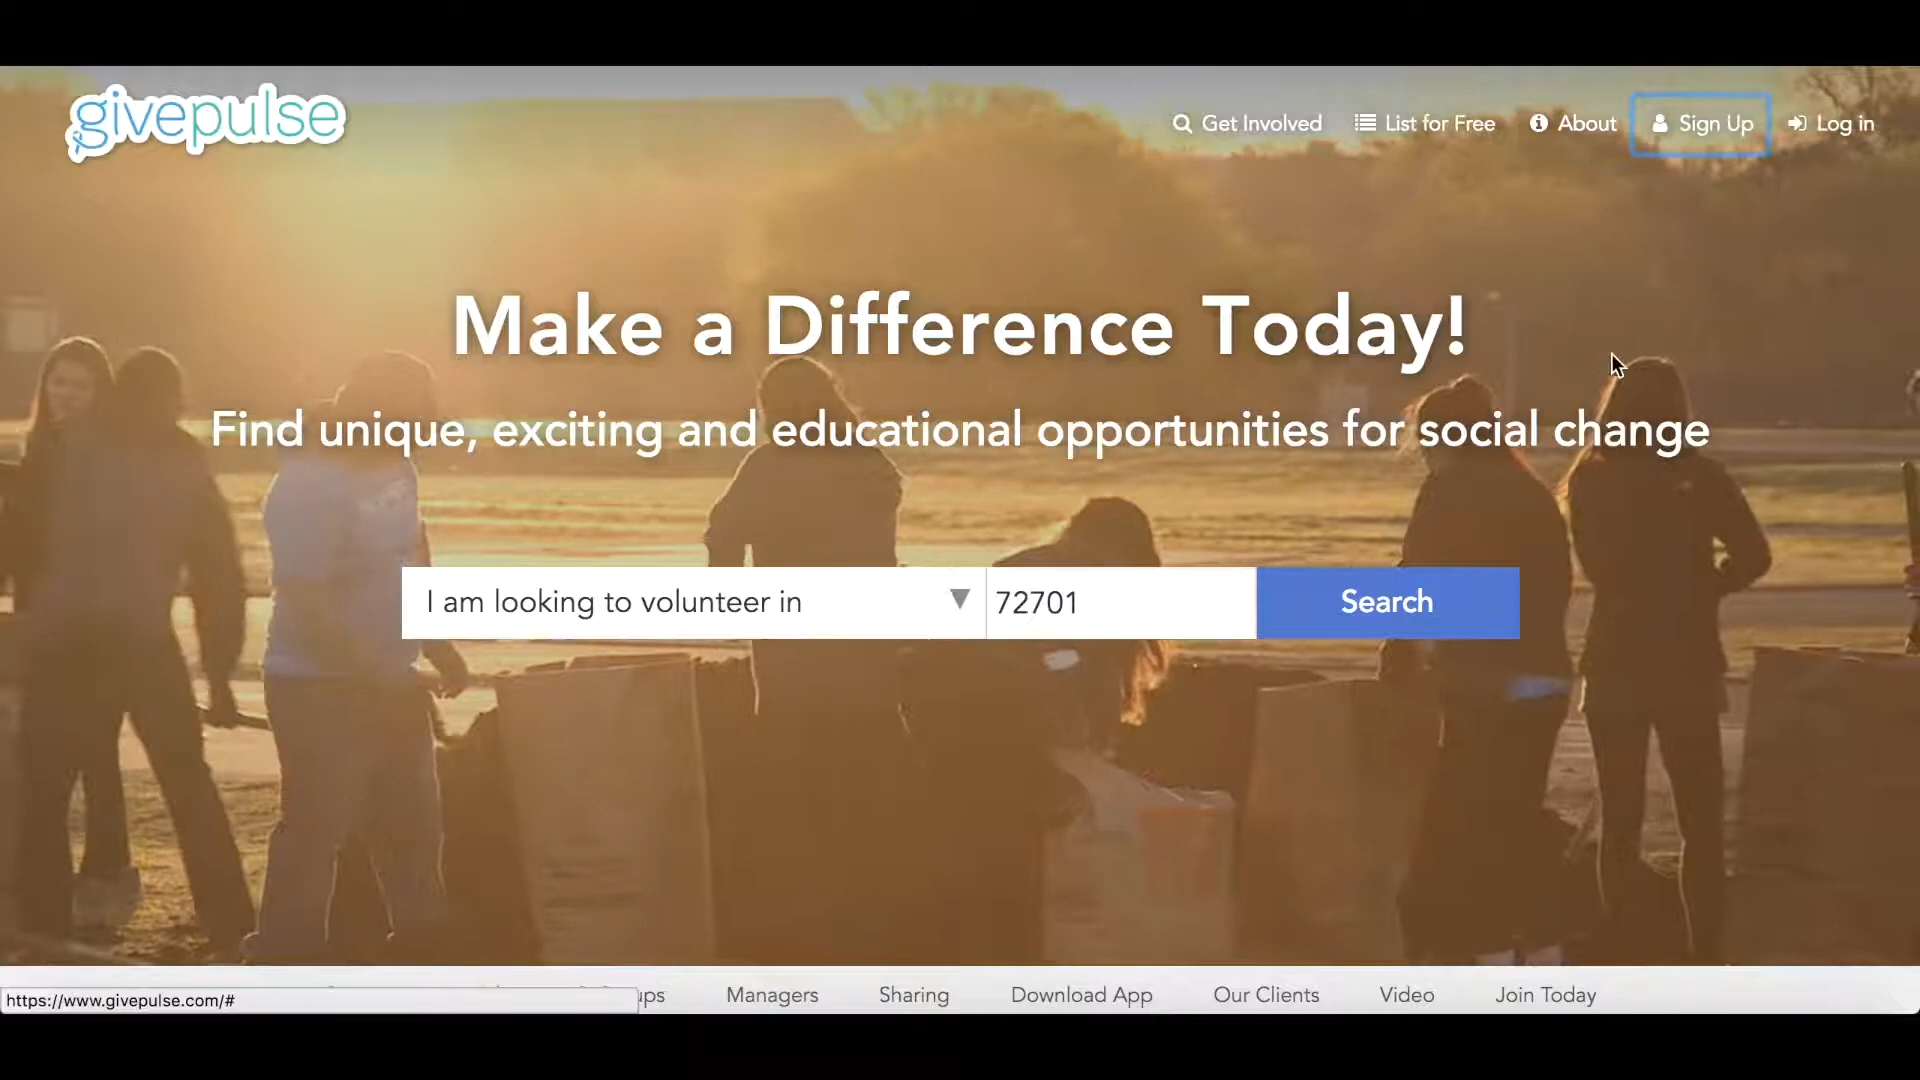 givepulse
Get Involved
List for Free
About
Sign Up
Log in
Make a Difference Today!
Find unique, exciting and educational opportunities for social change
I am looking to volunteer in
72701
Search
https://www.givepulse.com/#
Managers
Sharing
Download App
Our Clients
Video
Join Today